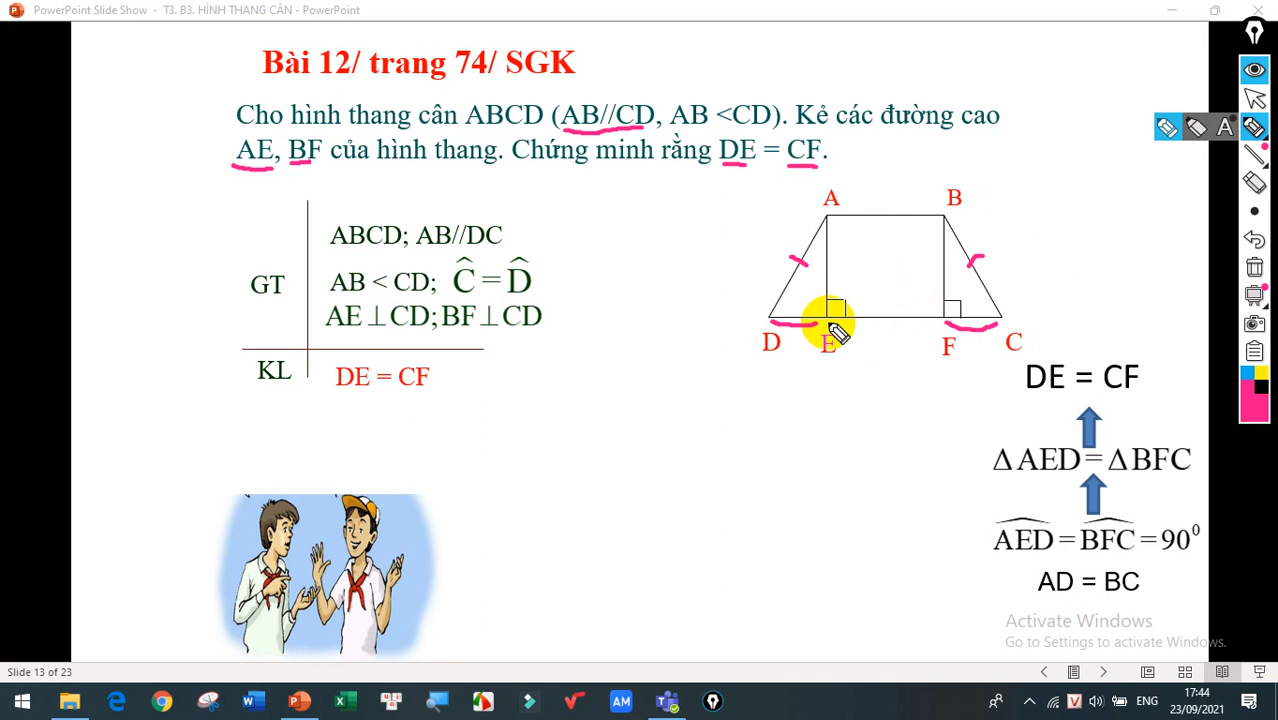 PowerPoint Slide Show - T3. B3. HÌNH THANG CÂN - PowerPoint
Bài 12/ trang 74/ SGK
Cho hình thang cân ABCD (AB//CD, AB <CD). Kẻ các đường cao
AE, BF của hình thang. Chứng minh rằng DE = CF.
A B
ABCD; AB//DC
GT AB < CD; Ĉ = D̂
AE ⊥ CD; BF ⊥ CD
D E F C
KL DE = CF
DE = CF
Δ AED = Δ BFC
AED = BFC = 90⁰
AD = BC
Activate Windows
Go to Settings to activate Windows.
Slide 13 of 23
ENG
17:44
23/09/2021